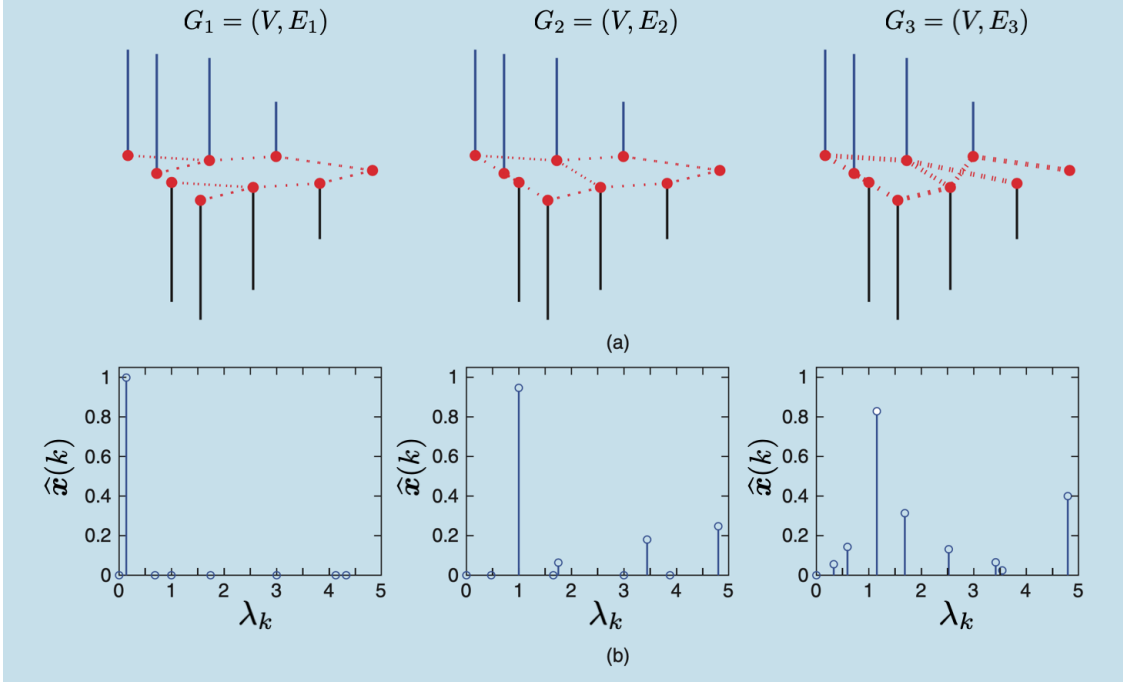 G₁ = (V, E₁) G₂ = (V, E₂) G₃ = (V, E₃)
(a)
1 1 1
0.8 0.8 0.8
0.6 0.6 0.6
0.4 0.4 0.4
0.2 0.2 0.2
0 0 0
x̂(k) x̂(k) x̂(k)
0 1 2 3 4 5 0 1 2 3 4 5 0 1 2 3 4 5
λₖ λₖ λₖ
(b)